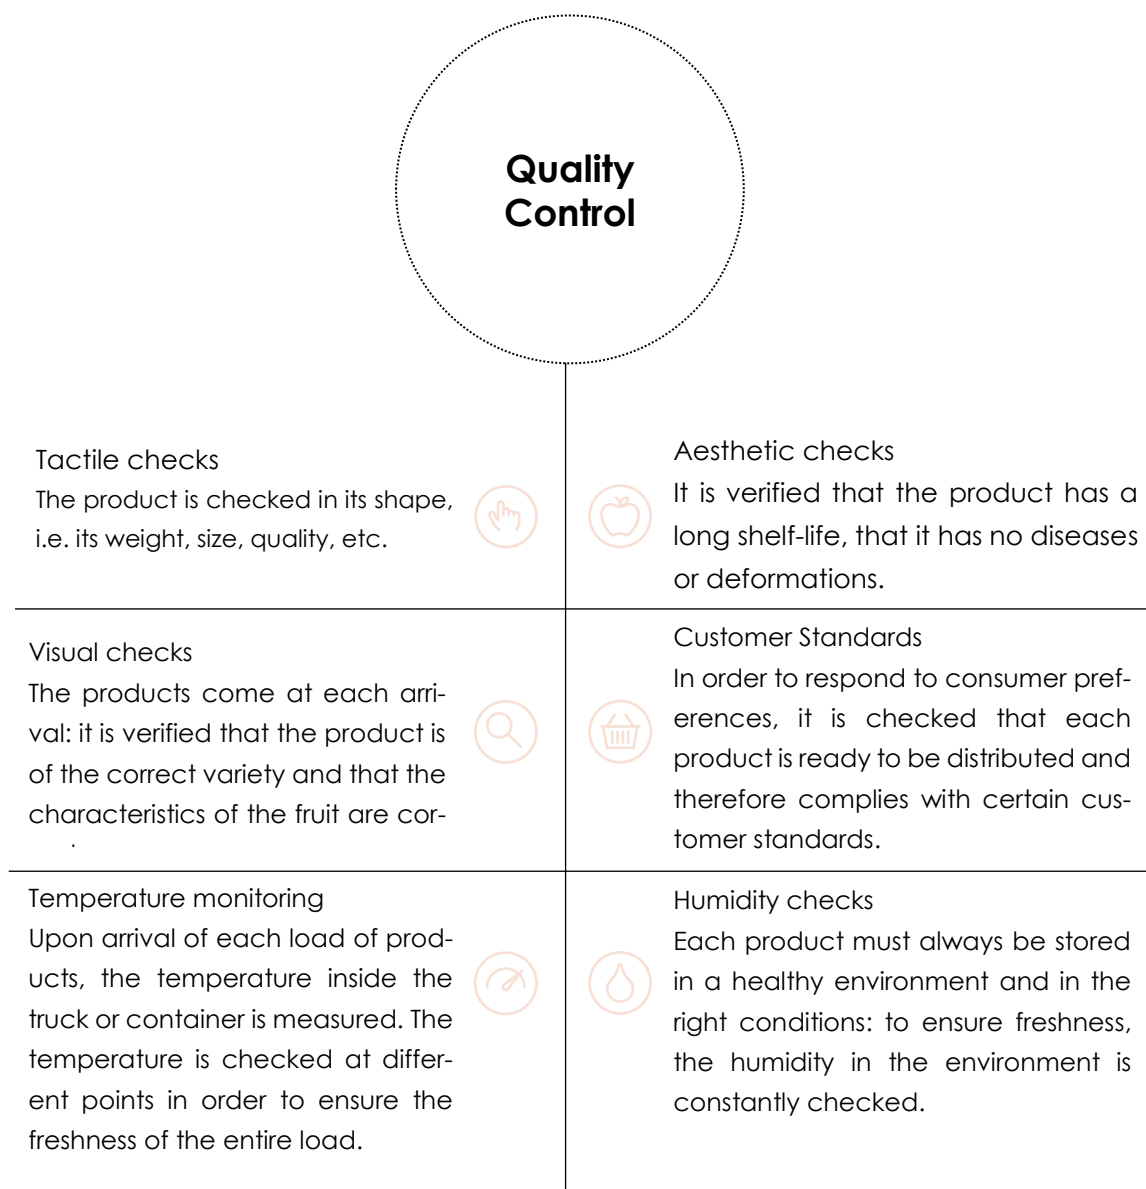 Quality
Control
Tactile checks
The product is checked in its shape,
i.e. its weight, size, quality, etc.
Aesthetic checks
It is verified that the product has a
long shelf-life, that it has no diseases
or deformations.
Visual checks
The products come at each arri-
val: it is verified that the product is
of the correct variety and that the
characteristics of the fruit are cor-
.
Customer Standards
In order to respond to consumer pref-
erences, it is checked that each
product is ready to be distributed and
therefore complies with certain cus-
tomer standards.
Temperature monitoring
Upon arrival of each load of prod-
ucts, the temperature inside the
truck or container is measured. The
temperature is checked at differ-
ent points in order to ensure the
freshness of the entire load.
Humidity checks
Each product must always be stored
in a healthy environment and in the
right conditions: to ensure freshness,
the humidity in the environment is
constantly checked.